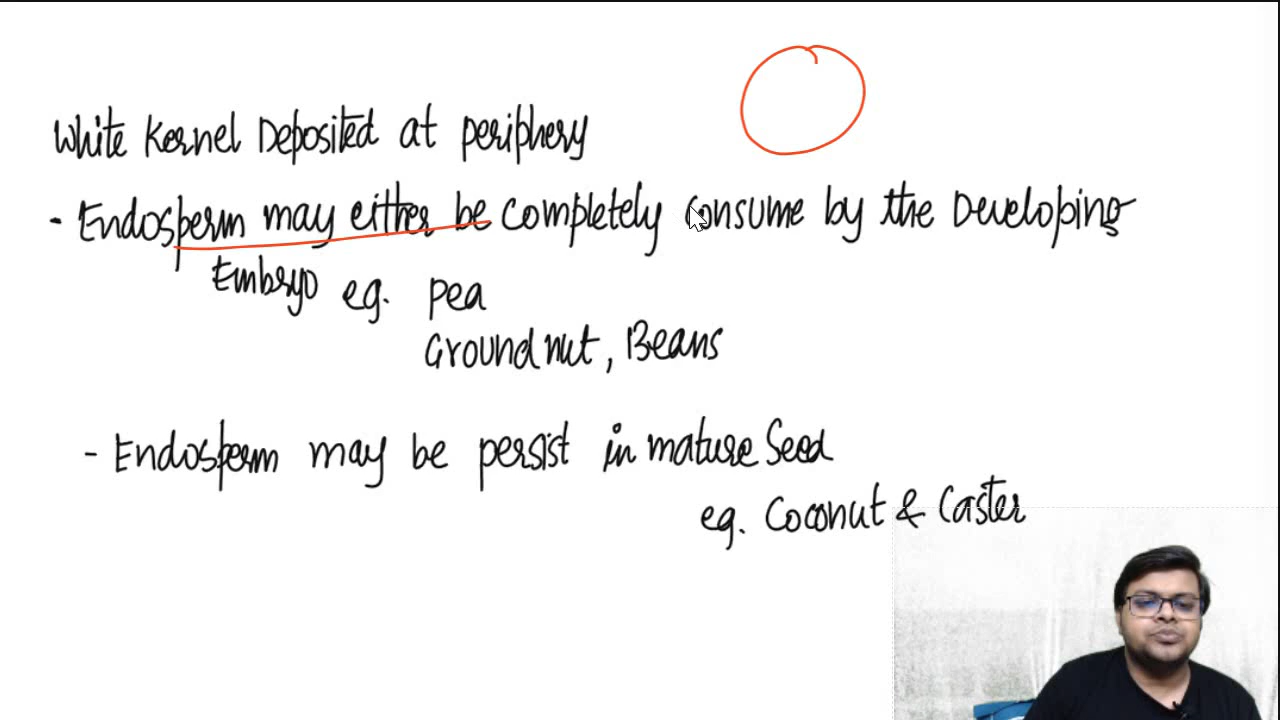 White Kernel Deposited at periphery
- Endosperm may either be completely consume by the Developing
Embryo eg. pea
Groundnut, Beans
- Endosperm may be persist in mature Seed
eg. Coconut & Caster